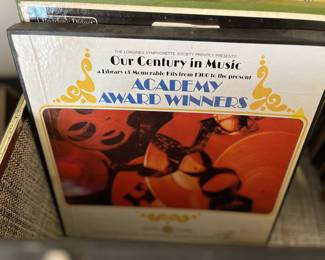 THE LONGINES SYMPHONETTE SOCIETY PROUDLY PRESENTS
Our Century in Music
a Library of Memorable Hits from 1900 to the present
ACADEMY
AWARD WINNERS